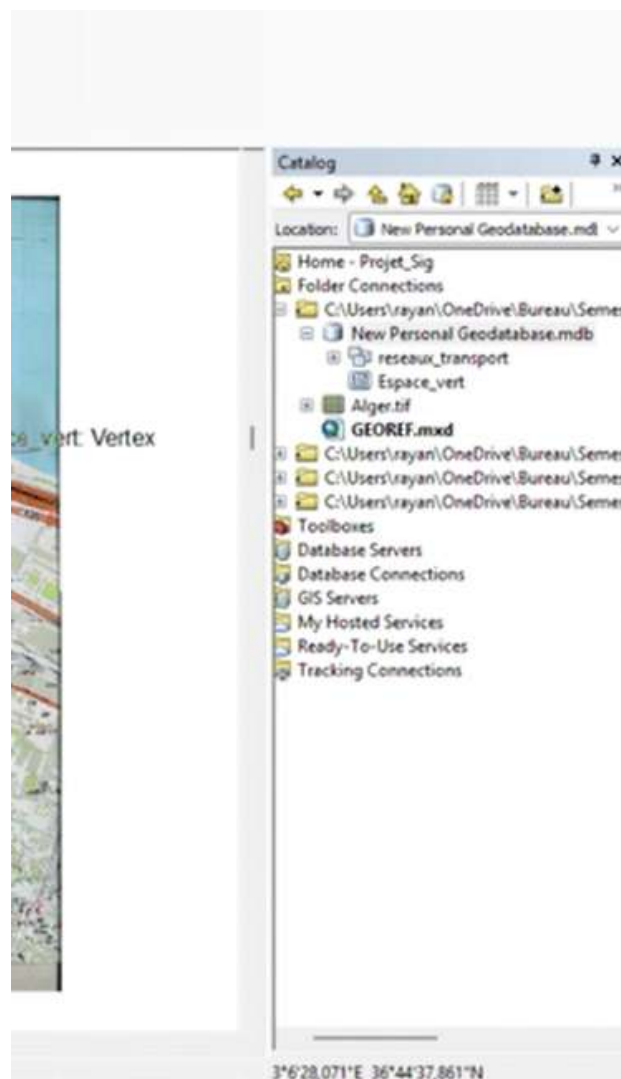 Catalog
Location: New Personal Geodatabase.mdl
Home - Projet_Sig
Folder Connections
C:\Users\rayan\OneDrive\Bureau\Semes
New Personal Geodatabase.mdb
reseaux_transport
Espace_vert
Alger.tif
GEOREF.mxd
C:\Users\rayan\OneDrive\Bureau\Semes
C:\Users\rayan\OneDrive\Bureau\Semes
C:\Users\rayan\OneDrive\Bureau\Semes
Toolboxes
Database Servers
Database Connections
GIS Servers
My Hosted Services
Ready-To-Use Services
Tracking Connections
ce_vert: Vertex
3°6'28,071"E 36°44'37,861"N